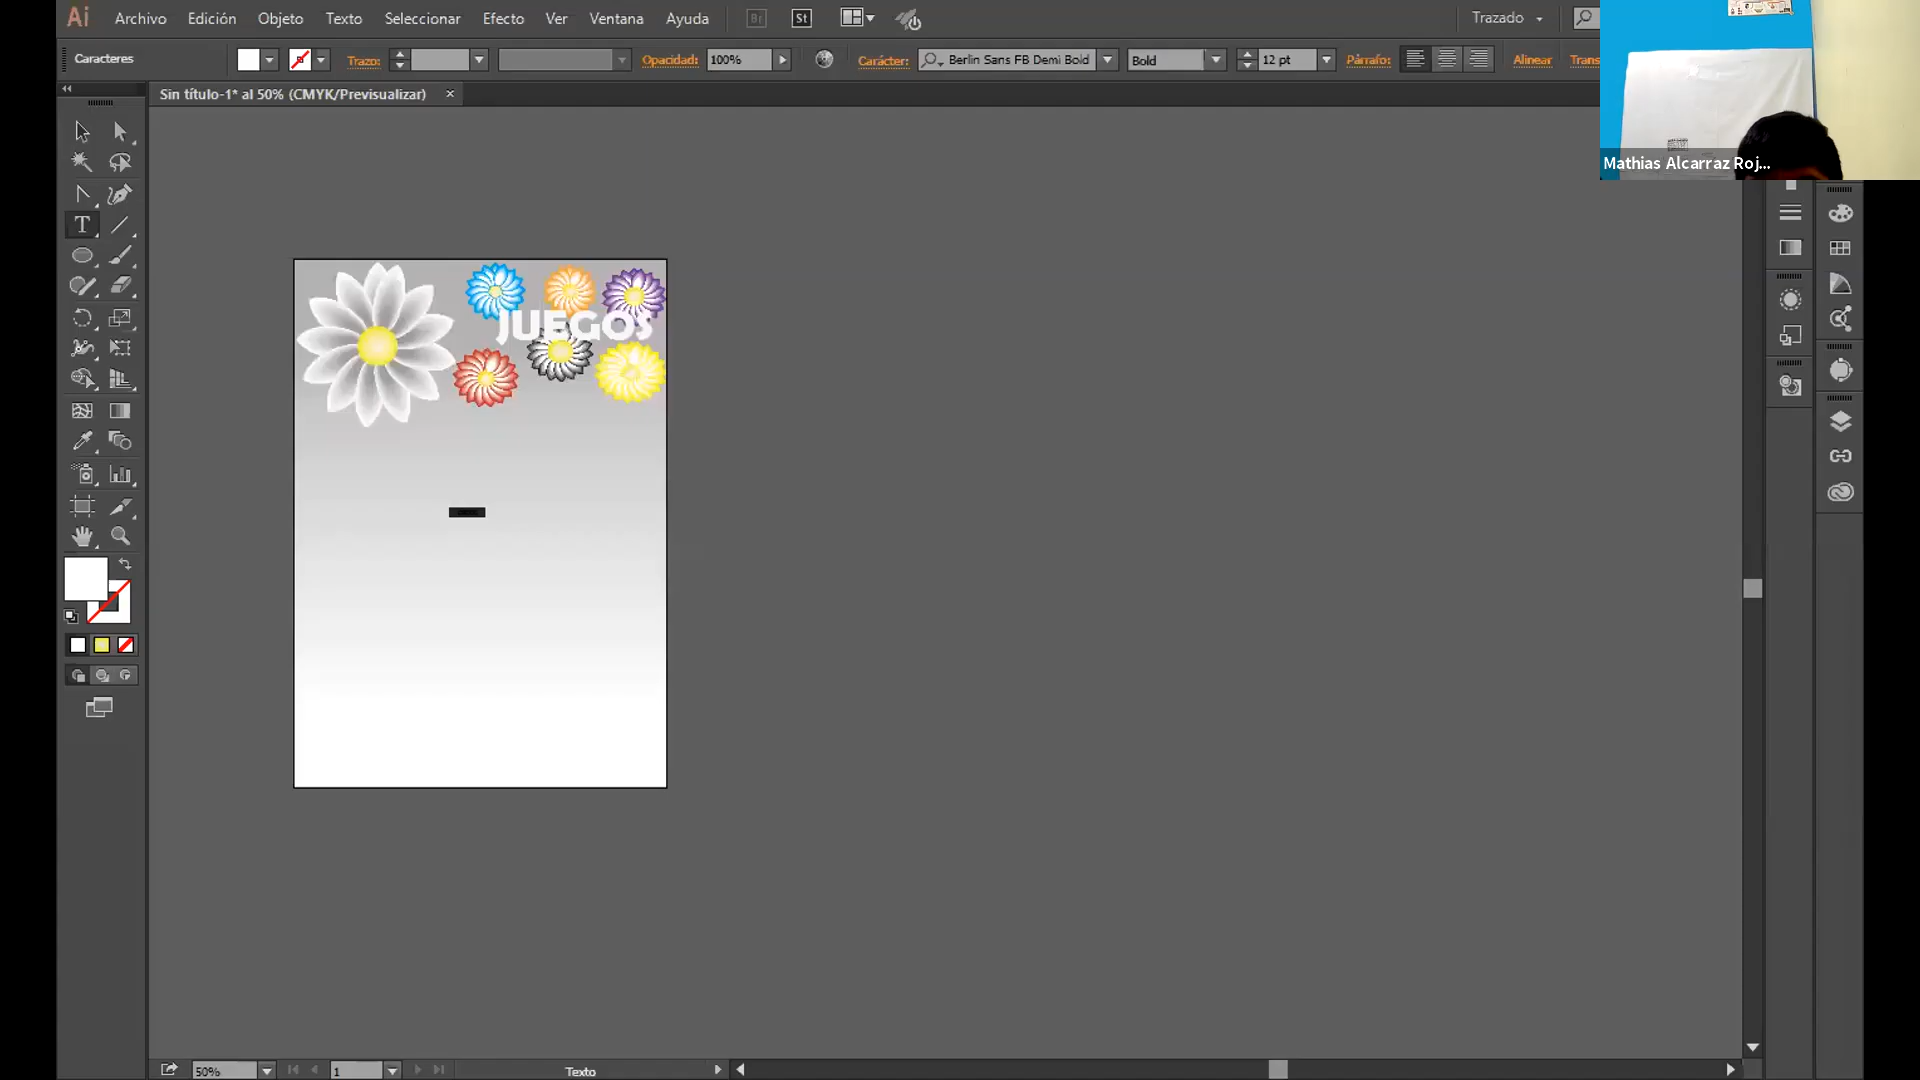 Ai Archivo Edición Objeto Texto Seleccionar Efecto Ver Ventana Ayuda Br St Trazado
Caracteres Trazo: Opacidad: 100% Carácter: Berlin Sans FB Demi Bold Bold 12 pt Párrafo: Alinear Trans
Sin título-1* al 50% (CMYK/Previsualizar) ×
Mathias Alcarraz Roj...
T
JUEGOS
50% 1 Texto